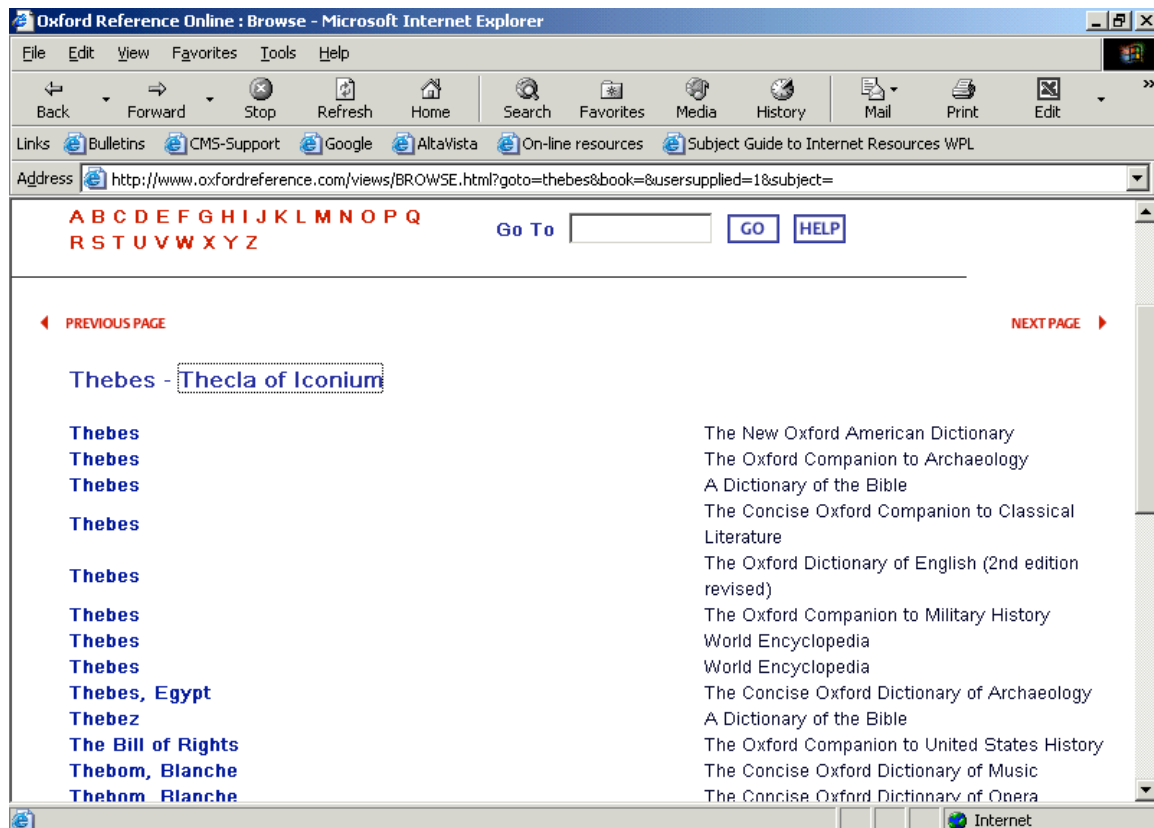 Oxford Reference Online : Browse - Microsoft Internet Explorer
File Edit View Favorites Tools Help
Back Forward Stop Refresh Home Search Favorites Media History Mail Print Edit »
Links Bulletins CMS-Support Google AltaVista On-line resources Subject Guide to Internet Resources WPL
Address http://www.oxfordreference.com/views/BROWSE.html?goto=thebes&book=&usersupplied=1&subject=
A B C D E F G H I J K L M N O P Q
R S T U V W X Y Z
Go To GO HELP
PREVIOUS PAGE NEXT PAGE
Thebes - Thecla of Iconium
Thebes The New Oxford American Dictionary
Thebes The Oxford Companion to Archaeology
Thebes A Dictionary of the Bible
Thebes The Concise Oxford Companion to Classical
Literature
Thebes The Oxford Dictionary of English (2nd edition
revised)
Thebes The Oxford Companion to Military History
Thebes World Encyclopedia
Thebes World Encyclopedia
Thebes, Egypt The Concise Oxford Dictionary of Archaeology
Thebez A Dictionary of the Bible
The Bill of Rights The Oxford Companion to United States History
Thebom, Blanche The Concise Oxford Dictionary of Music
Thebom, Blanche The Concise Oxford Dictionary of Opera
Internet